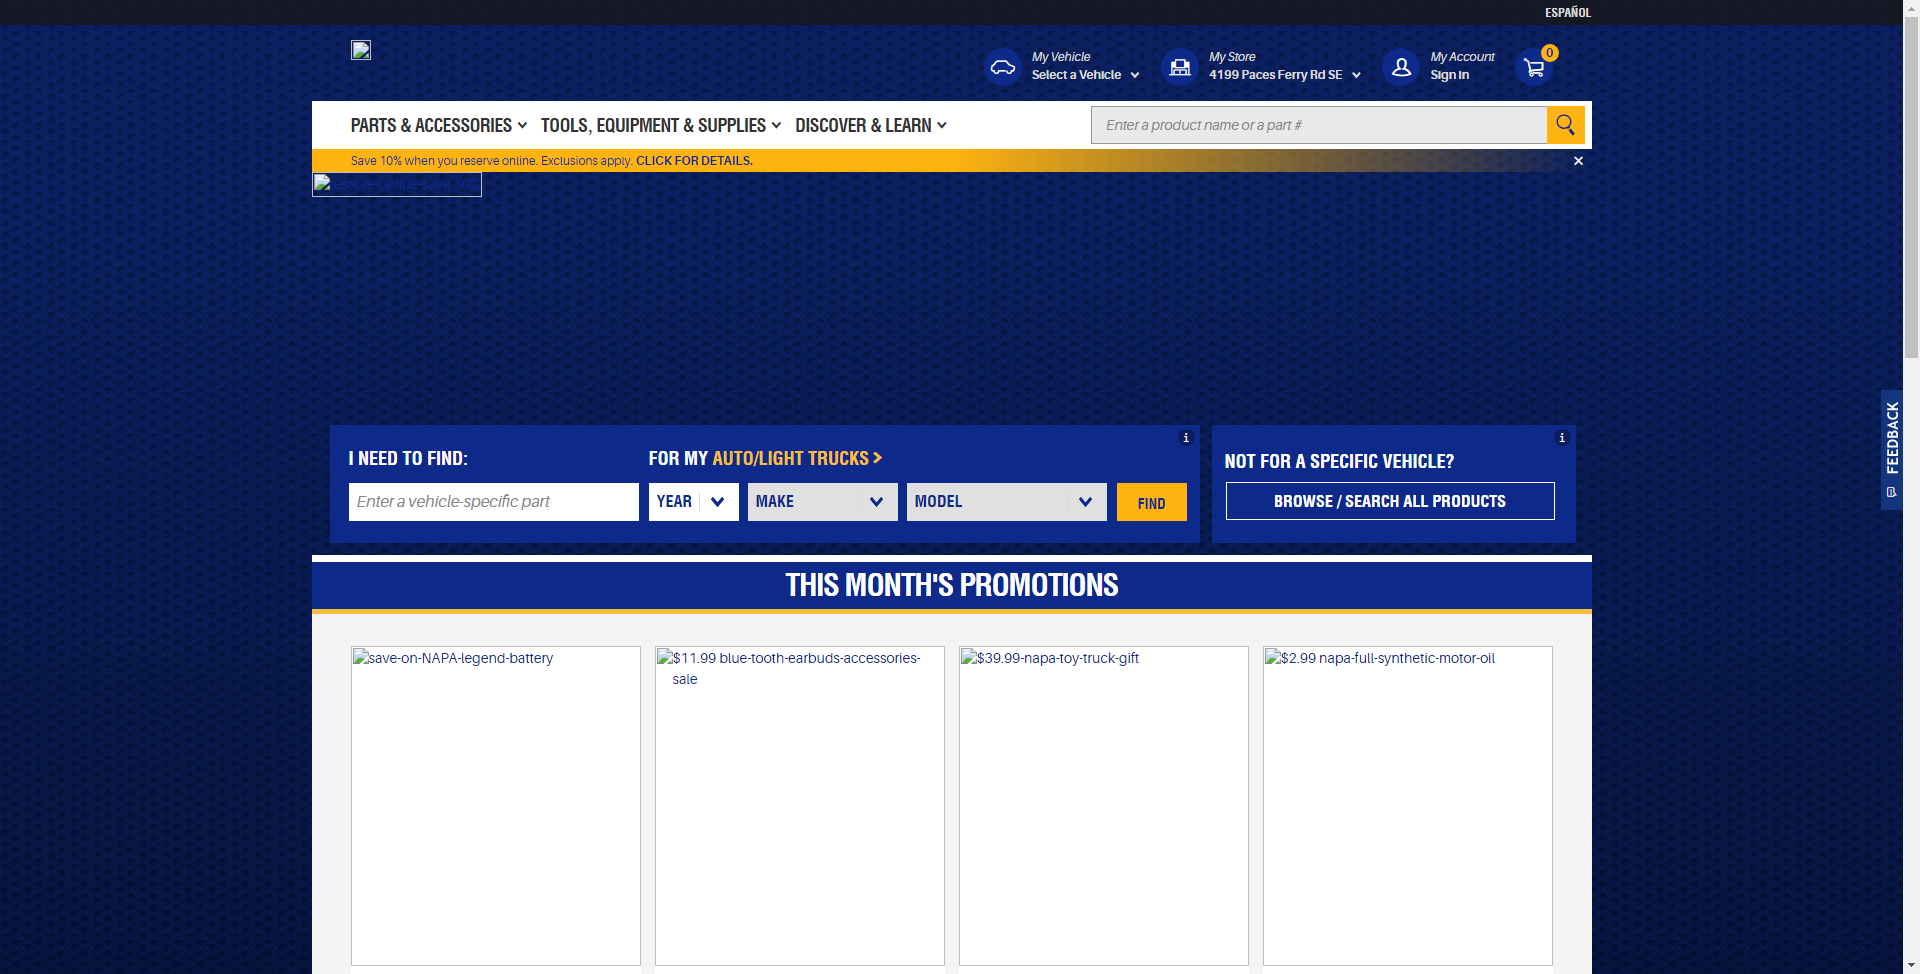 ESPAÑOL
My Vehicle
Select a Vehicle
My Store
4199 Paces Ferry Rd SE
My Account
Sign in
0
PARTS & ACCESSORIES
TOOLS, EQUIPMENT & SUPPLIES
DISCOVER & LEARN
Enter a product name or a part #
Save 10% when you reserve online. Exclusions apply. CLICK FOR DETAILS.
I NEED TO FIND:
FOR MY AUTO/LIGHT TRUCKS >
Enter a vehicle-specific part
YEAR
MAKE
MODEL
FIND
i
NOT FOR A SPECIFIC VEHICLE?
BROWSE / SEARCH ALL PRODUCTS
i
FEEDBACK
THIS MONTH'S PROMOTIONS
save-on-NAPA-legend-battery
$11.99 blue-tooth-earbuds-accessories-
sale
$39.99-napa-toy-truck-gift
$2.99 napa-full-synthetic-motor-oil